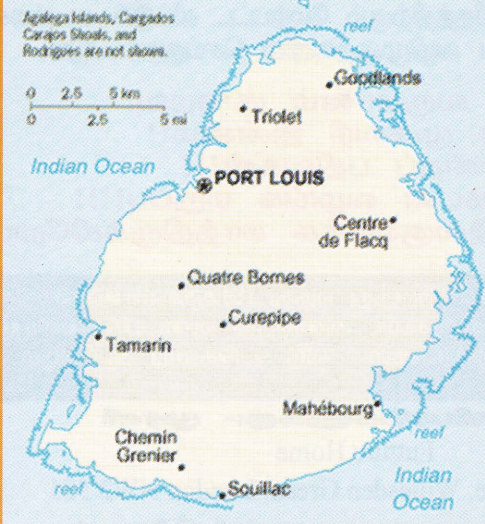 Agalega Islands, Cargados
Carajos Shoals, and
Rodrigues are not shown.
0 2.5 5 km
0 2.5 5 mi
reef
Goodlands
Triolet
Indian Ocean
PORT LOUIS
Centre
de Flacq
Quatre Bornes
Curepipe
Tamarin
Mahébourg
reef
Chemin
Grenier
Indian
Ocean
reef
Souillac